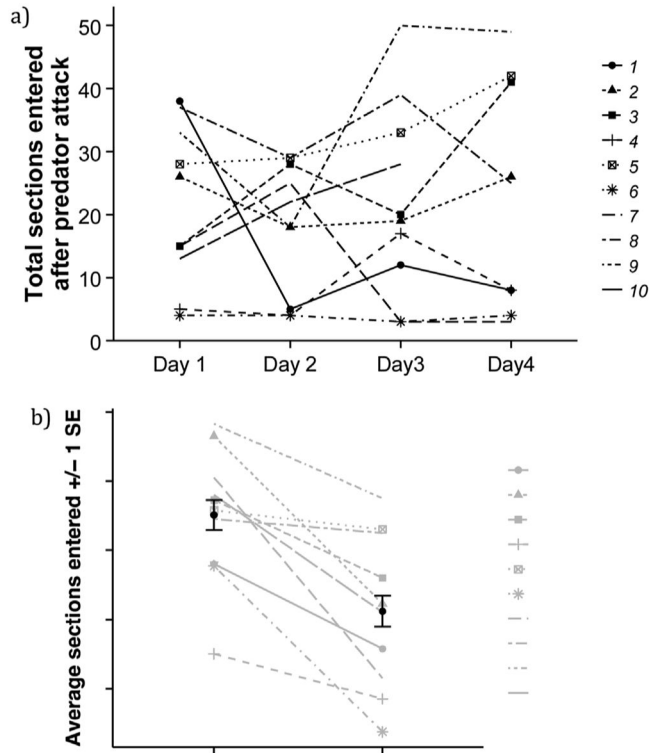 a)
Total sections entered
after predator attack
50
40
30
20
10
0
Day 1 Day 2 Day3 Day4
1
2
3
4
5
6
7
8
9
10
b)
Average sections entered +/− 1 SE